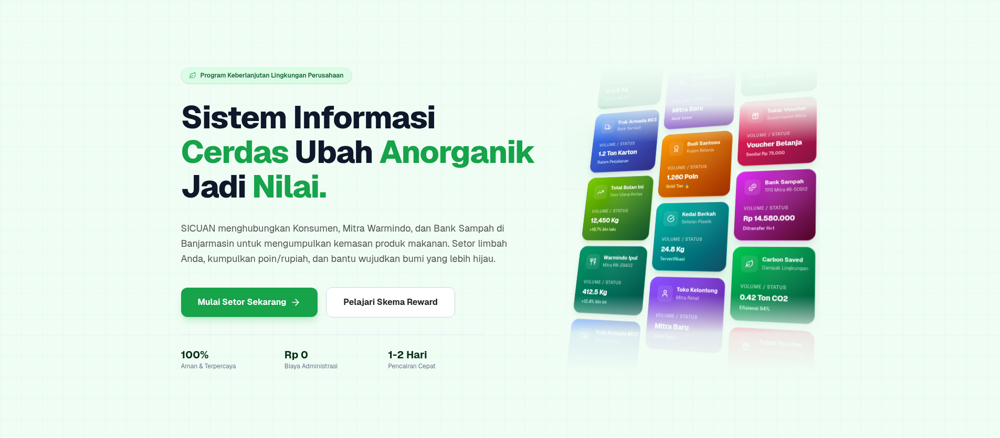 Program Keberlanjutan Lingkungan Perusahaan
Sistem Informasi
Cerdas Ubah Anorganik
Jadi Nilai.
SICUAN menghubungkan Konsumen, Mitra Warmindo, dan Bank Sampah di
Banjarmasin untuk mengumpulkan kemasan produk makanan. Setor limbah
Anda, kumpulkan poin/rupiah, dan bantu wujudkan bumi yang lebih hijau.
Mulai Setor Sekarang
Pelajari Skema Reward
100%
Aman & Terpercaya
Rp 0
Biaya Administrasi
1-2 Hari
Pencairan Cepat
412.5 Kg
Truk Armada #03
Bank Sampah
VOLUME / STATUS
1.2 Ton Karton
Dalam Perjalanan
Total Bulan Ini
Daur Ulang Kertas
VOLUME / STATUS
12,450 Kg
+18.7% bln lalu
Warmindo Ipul
Mitra #W-29402
VOLUME / STATUS
412.5 Kg
+12.4% bln ini
Truk Armada #03
Bank Sampah
VOLUME / STATUS
Mitra Baru
Aktif Setor
Budi Santoso
Kupon Belanja
VOLUME / STATUS
1.260 Poin
Gold Tier 🏅
Kedai Berkah
Setoran Plastik
VOLUME / STATUS
24.8 Kg
Terverifikasi
Toko Kelontong
Mitra Retail
VOLUME / STATUS
Mitra Baru
Aktif Setor
0.42 Ton CO2
Efisiensi 94%
Tukar Voucher
Supermarket Mitra
VOLUME / STATUS
Voucher Belanja
Senilai Rp 75.000
Bank Sampah
TPS Mitra #B-50912
VOLUME / STATUS
Rp 14.580.000
Ditransfer H+1
Carbon Saved
Dampak Lingkungan
VOLUME / STATUS
0.42 Ton CO2
Efisiensi 94%
Tukar Voucher